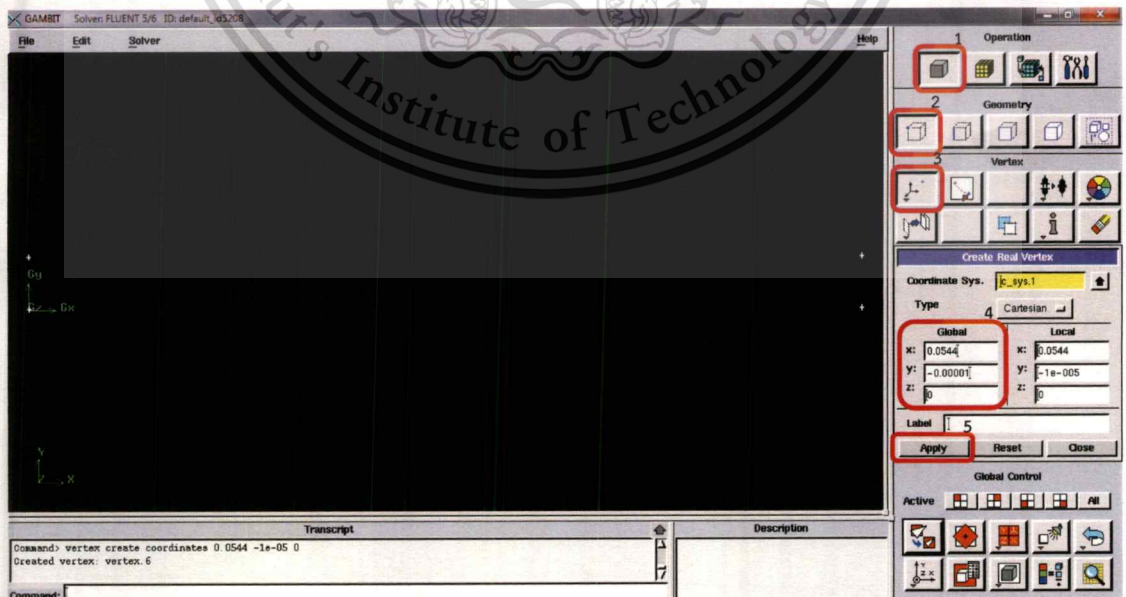 GAMBIT Solver: FLUENT 5/6 ID: default_id5208
File Edit Solver Help
's Institute of Technology
Gy
Gz Gx
Y
Z X
1 Operation
2 Geometry
3 Vertex
Create Real Vertex
Coordinate Sys. c_sys.1
Type Cartesian
4
Global Local
x: 0.0544 x: 0.0544
y: -0.00001 y: -1e-005
z: 0 z: 0
Label 5
Apply Reset Close
Global Control
Active All
Transcript Description
Command> vertex create coordinates 0.0544 -1e-05 0
Created vertex: vertex.6
Command: